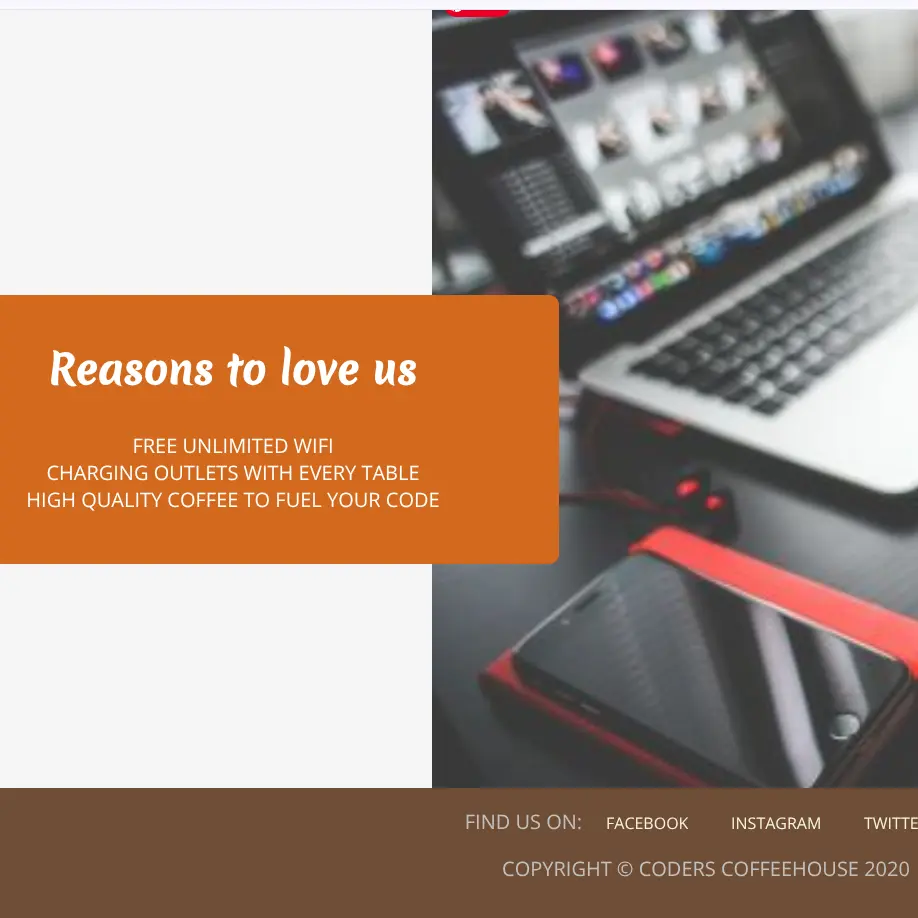 Reasons to love us
FREE UNLIMITED WIFI
CHARGING OUTLETS WITH EVERY TABLE
HIGH QUALITY COFFEE TO FUEL YOUR CODE
FIND US ON: FACEBOOK INSTAGRAM TWITTE
COPYRIGHT © CODERS COFFEEHOUSE 2020